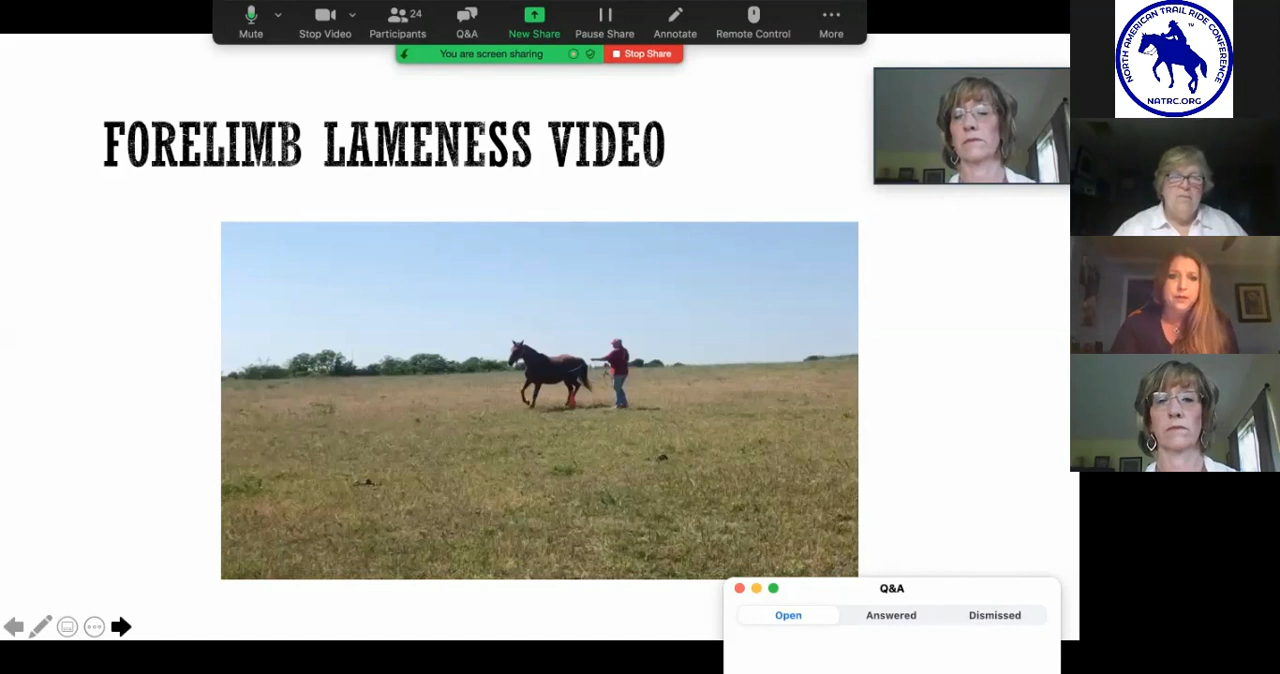 24
Mute
Stop Video
Participants
Q&A
New Share
Pause Share
Annotate
Remote Control
More
You are screen sharing
Stop Share
FORELIMB LAMENESS VIDEO
NORTH AMERICAN TRAIL RIDE CONFERENCE
TM
NATRC.ORG
Q&A
Open
Answered
Dismissed